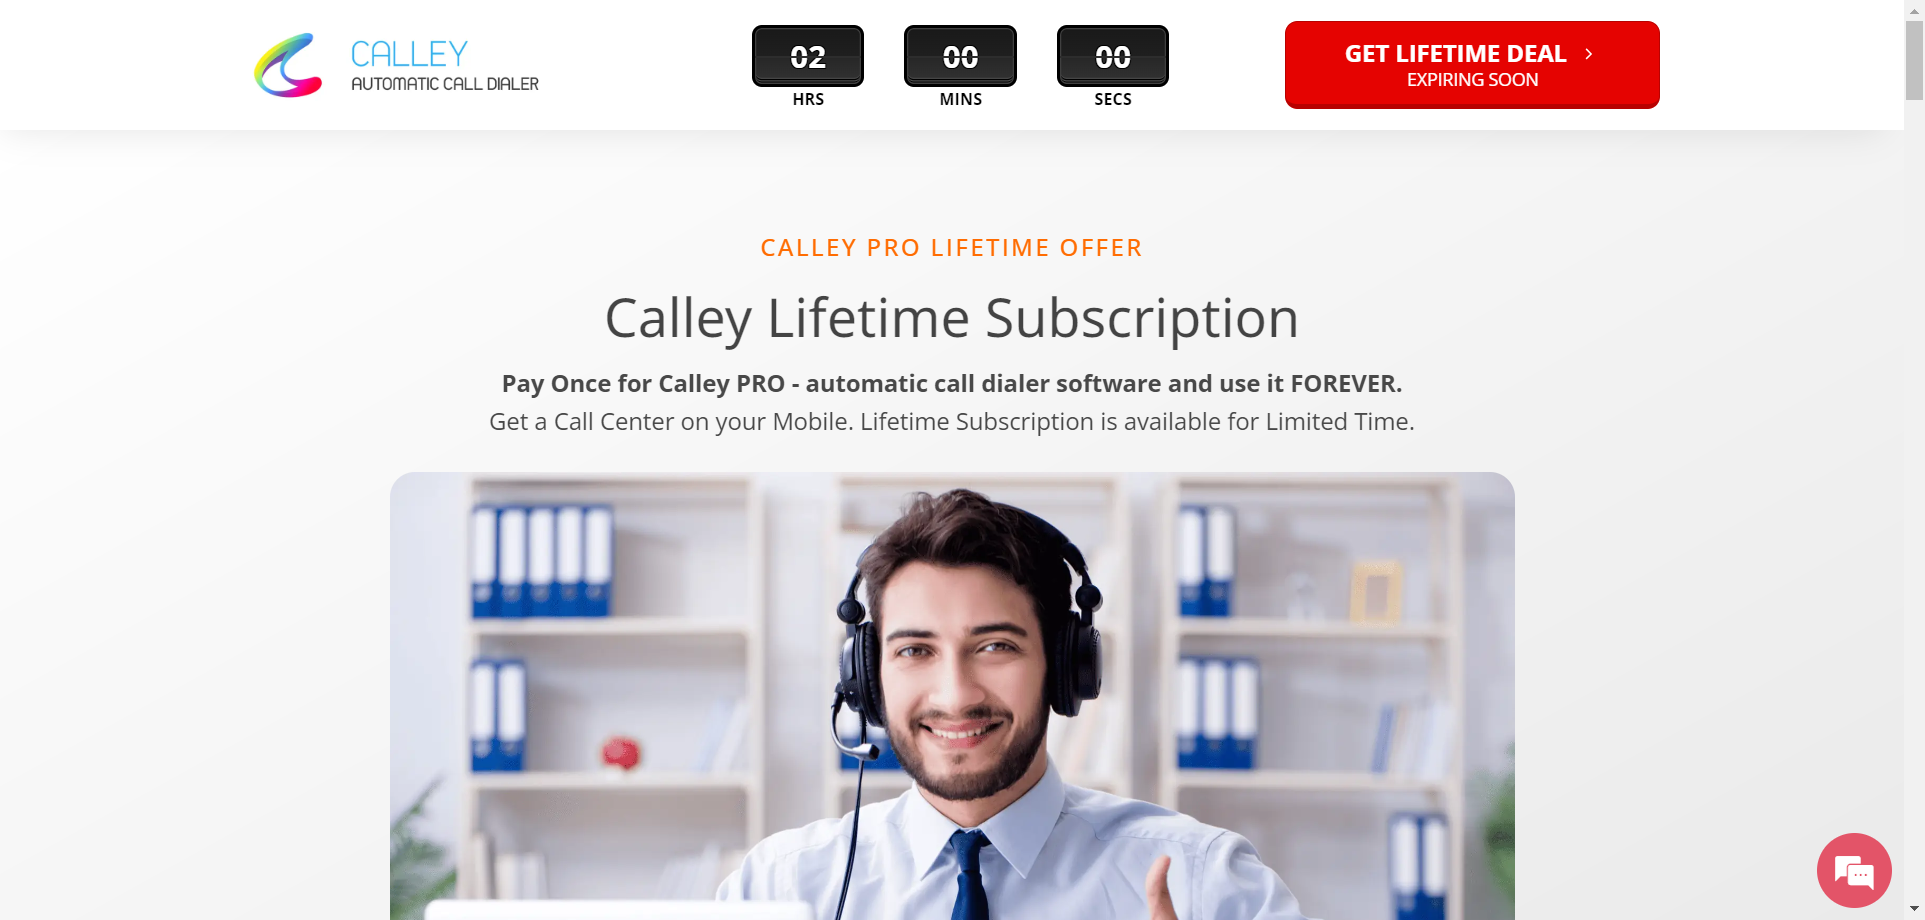 CALLEY
AUTOMATIC CALL DIALER
02
HRS
00
MINS
00
SECS
GET LIFETIME DEAL
EXPIRING SOON
CALLEY PRO LIFETIME OFFER
Calley Lifetime Subscription
Pay Once for Calley PRO - automatic call dialer software and use it FOREVER.
Get a Call Center on your Mobile. Lifetime Subscription is available for Limited Time.